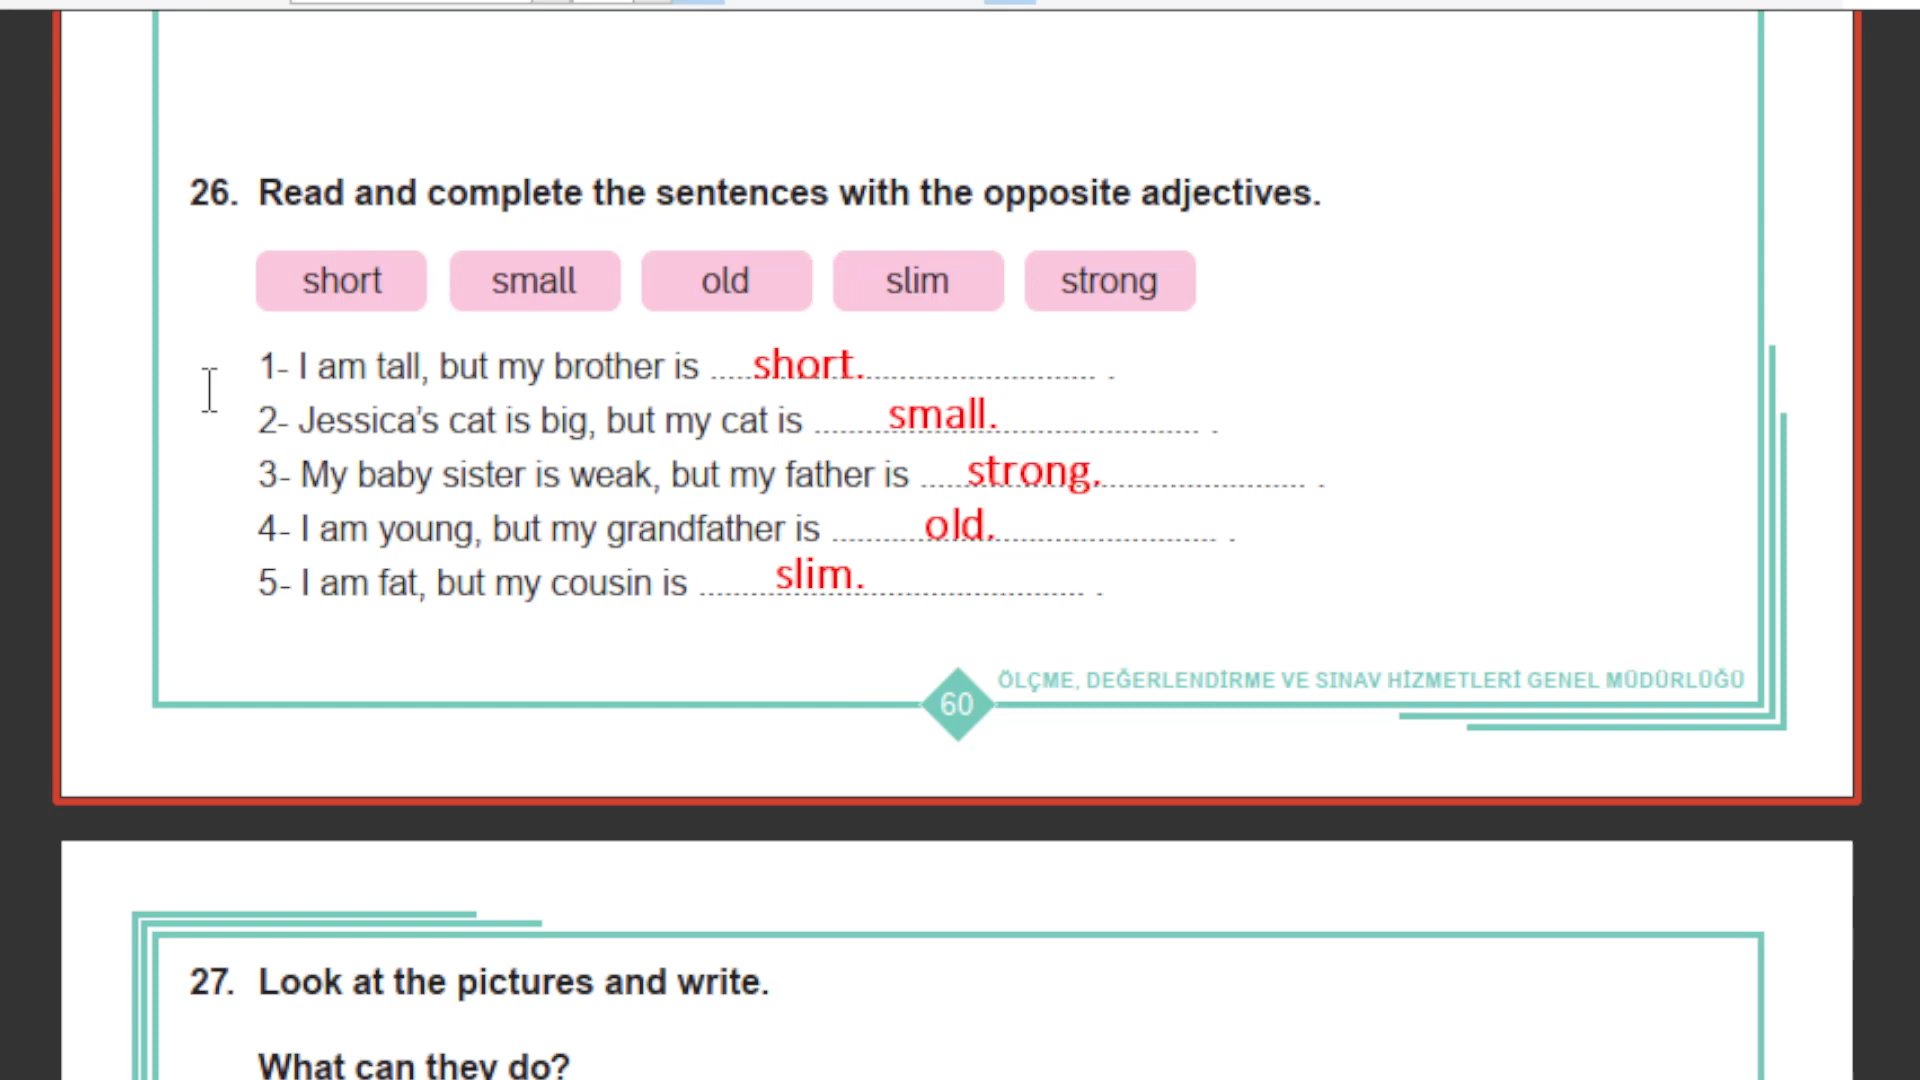 26. Read and complete the sentences with the opposite adjectives.
short small old slim strong
1- I am tall, but my brother is ..... short. .............................. .
2- Jessica's cat is big, but my cat is .......... small. .......................... .
3- My baby sister is weak, but my father is ..... strong. ........................... .
4- I am young, but my grandfather is .......... old. ............................. .
5- I am fat, but my cousin is .......... slim. ............................. .
ÖLÇME, DEĞERLENDİRME VE SINAV HİZMETLERİ GENEL MÜDÜRLÜĞÜ
60
27. Look at the pictures and write.
What can they do?